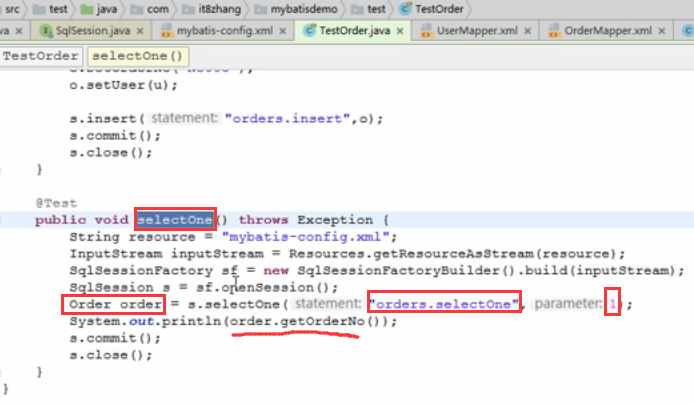 src test java com it8zhang mybatisdemo test TestOrder
va SqlSession.java mybatis-config.xml TestOrder.java UserMapper.xml OrderMapper.xml
TestOrder selectOne()
o.setUser(u);
s.insert( statement: "orders.insert",o);
s.commit();
s.close();
}
@Test
public void selectOne() throws Exception {
String resource = "mybatis-config.xml";
InputStream inputStream = Resources.getResourceAsStream(resource);
SqlSessionFactory sf = new SqlSessionFactoryBuilder().build(inputStream);
SqlSession s = sf.openSession();
Order order = s.selectOne( statement: "orders.selectOne", parameter: 1);
System.out.println(order.getOrderNo());
s.commit();
s.close();
}
}